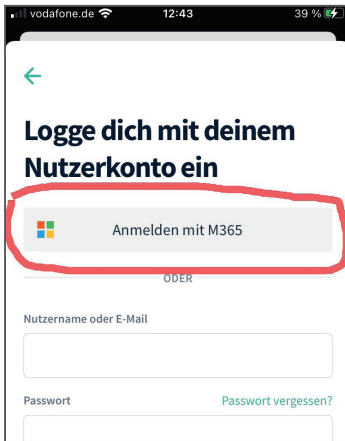 vodafone.de 12:43 39 %
Logge dich mit deinem
Nutzerkonto ein
Anmelden mit M365
ODER
Nutzername oder E-Mail
Passwort Passwort vergessen?